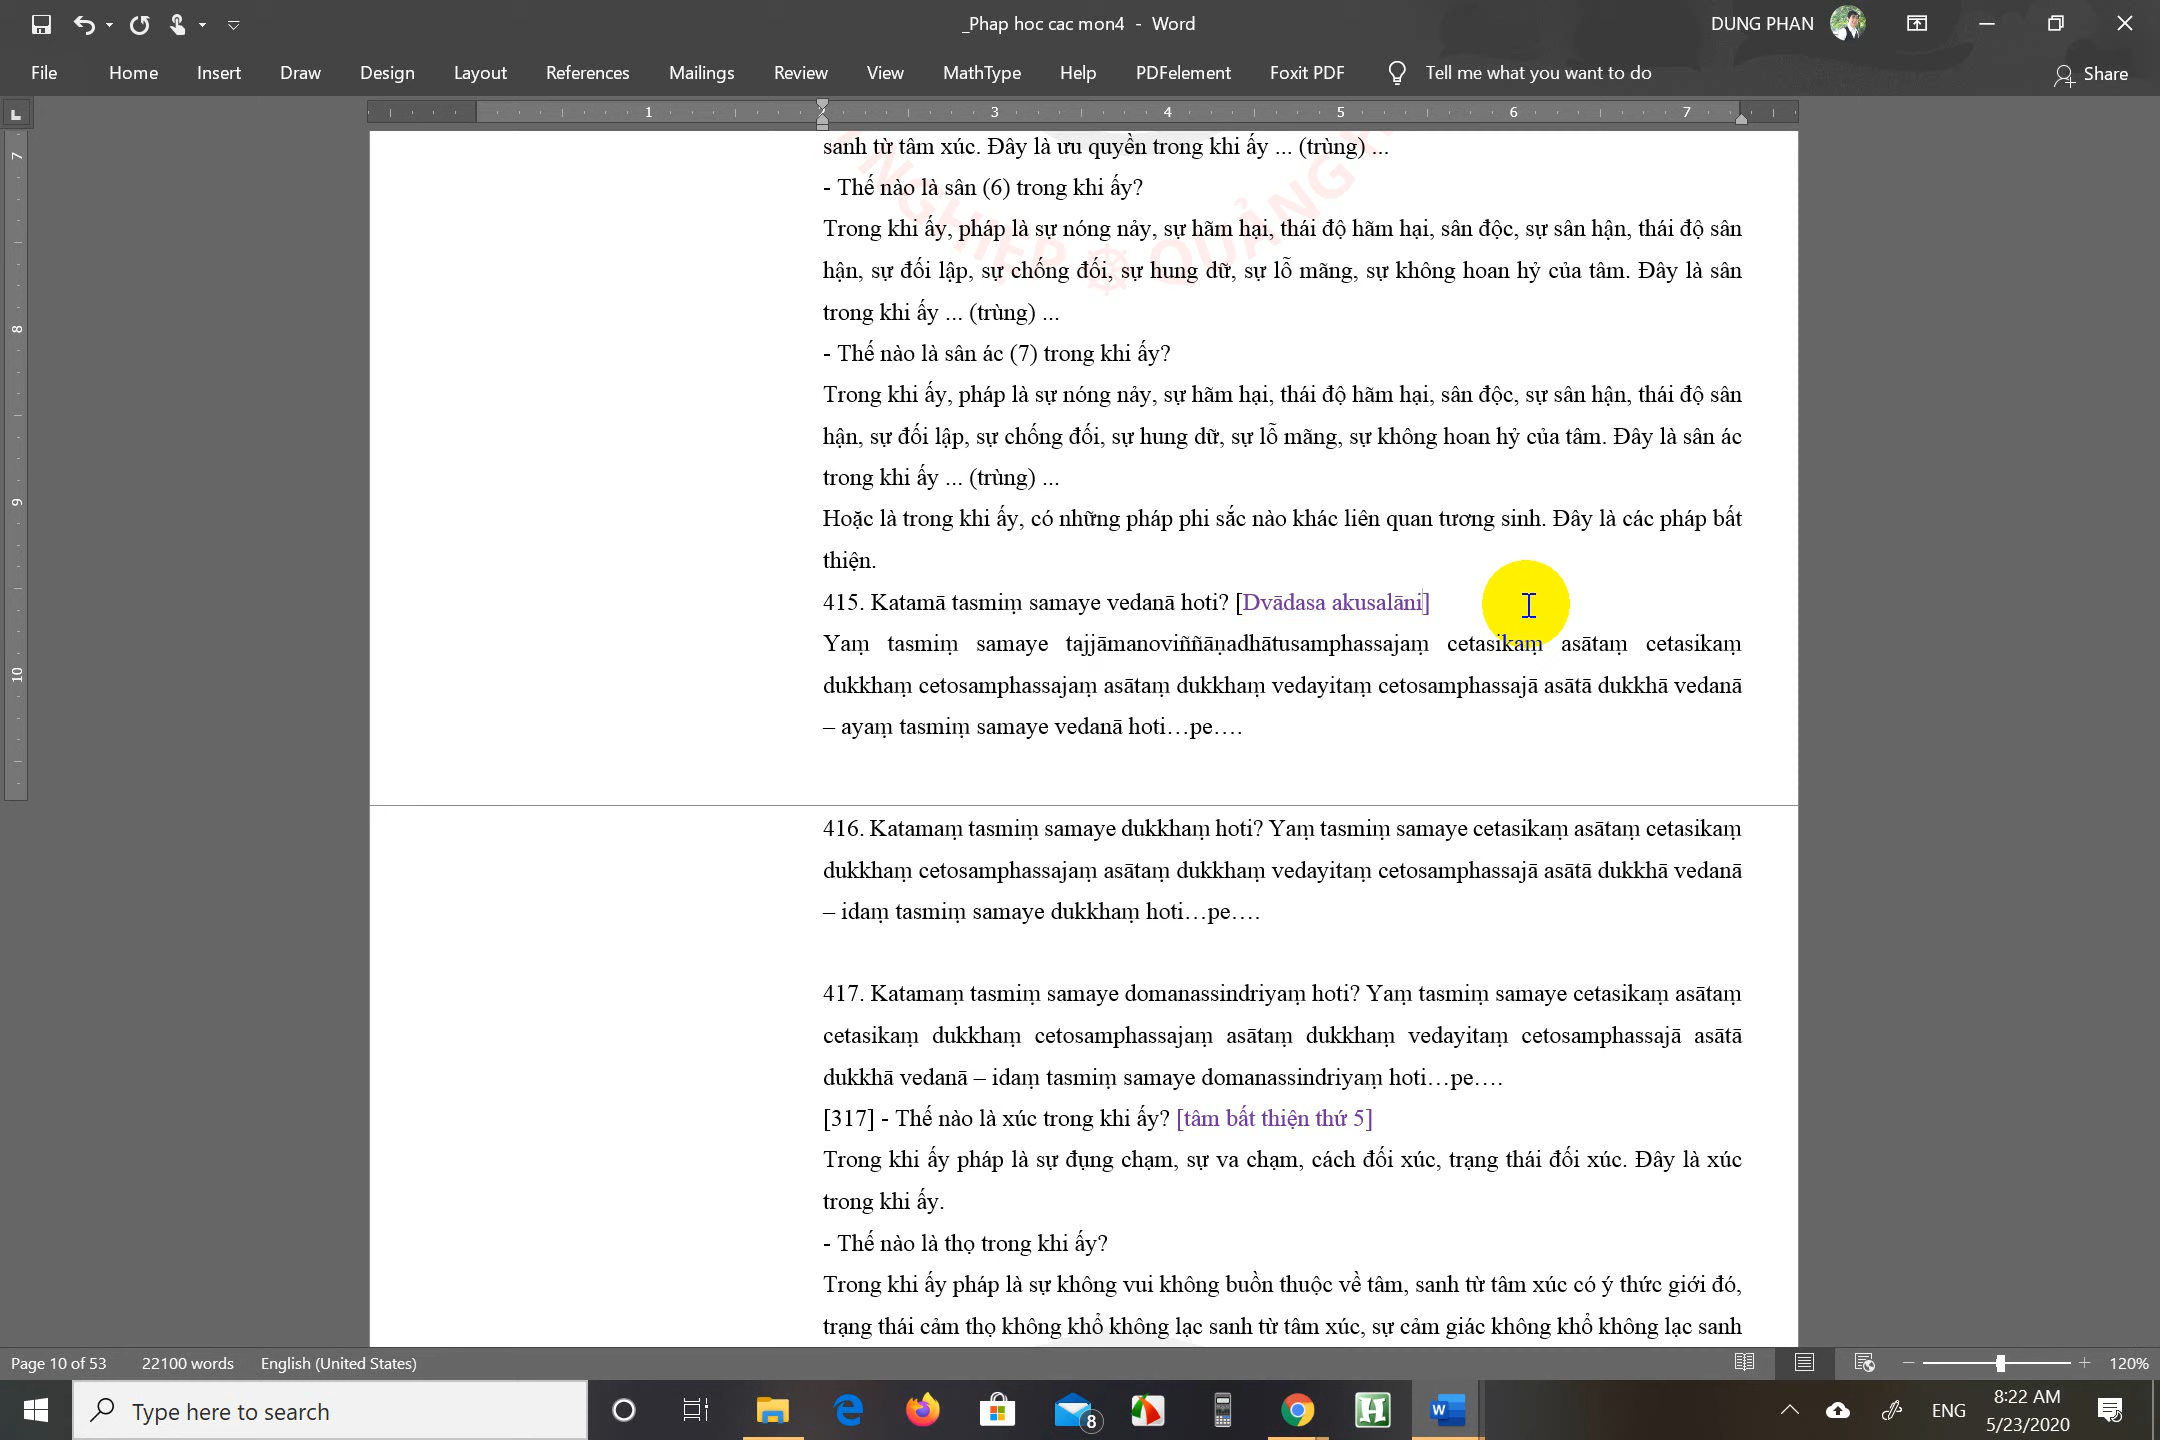 _Phap hoc cac mon4 - Word
DUNG PHAN
File Home Insert Draw Design Layout References Mailings Review View MathType Help PDFelement Foxit PDF Tell me what you want to do Share
1 3 4 5 6 7
7
8
9
10
NGHIỆP QUẢNG
sanh từ tâm xúc. Đây là ưu quyền trong khi ấy ... (trùng) ...
- Thế nào là sân (6) trong khi ấy?
Trong khi ấy, pháp là sự nóng nảy, sự hãm hại, thái độ hãm hại, sân độc, sự sân hận, thái độ sân
hận, sự đối lập, sự chống đối, sự hung dữ, sự lỗ mãng, sự không hoan hỷ của tâm. Đây là sân
trong khi ấy ... (trùng) ...
- Thế nào là sân ác (7) trong khi ấy?
Trong khi ấy, pháp là sự nóng nảy, sự hãm hại, thái độ hãm hại, sân độc, sự sân hận, thái độ sân
hận, sự đối lập, sự chống đối, sự hung dữ, sự lỗ mãng, sự không hoan hỷ của tâm. Đây là sân ác
trong khi ấy ... (trùng) ...
Hoặc là trong khi ấy, có những pháp phi sắc nào khác liên quan tương sinh. Đây là các pháp bất
thiện.
415. Katamā tasmiṃ samaye vedanā hoti? [Dvādasa akusalāni]
Yaṃ tasmiṃ samaye tajjāmanoviññāṇadhātusamphassajaṃ cetasikaṃ asātaṃ cetasikaṃ
dukkhaṃ cetosamphassajaṃ asātaṃ dukkhaṃ vedayitaṃ cetosamphassajā asātā dukkhā vedanā
– ayaṃ tasmiṃ samaye vedanā hoti…pe….
416. Katamaṃ tasmiṃ samaye dukkhaṃ hoti? Yaṃ tasmiṃ samaye cetasikaṃ asātaṃ cetasikaṃ
dukkhaṃ cetosamphassajaṃ asātaṃ dukkhaṃ vedayitaṃ cetosamphassajā asātā dukkhā vedanā
– idaṃ tasmiṃ samaye dukkhaṃ hoti…pe….
417. Katamaṃ tasmiṃ samaye domanassindriyaṃ hoti? Yaṃ tasmiṃ samaye cetasikaṃ asātaṃ
cetasikaṃ dukkhaṃ cetosamphassajaṃ asātaṃ dukkhaṃ vedayitaṃ cetosamphassajā asātā
dukkhā vedanā – idaṃ tasmiṃ samaye domanassindriyaṃ hoti…pe….
[317] - Thế nào là xúc trong khi ấy? [tâm bất thiện thứ 5]
Trong khi ấy pháp là sự đụng chạm, sự va chạm, cách đối xúc, trạng thái đối xúc. Đây là xúc
trong khi ấy.
- Thế nào là thọ trong khi ấy?
Trong khi ấy pháp là sự không vui không buồn thuộc về tâm, sanh từ tâm xúc có ý thức giới đó,
trạng thái cảm thọ không khổ không lạc sanh từ tâm xúc, sự cảm giác không khổ không lạc sanh
Page 10 of 53 22100 words English (United States) 120%
Type here to search
8
ENG
8:22 AM
5/23/2020